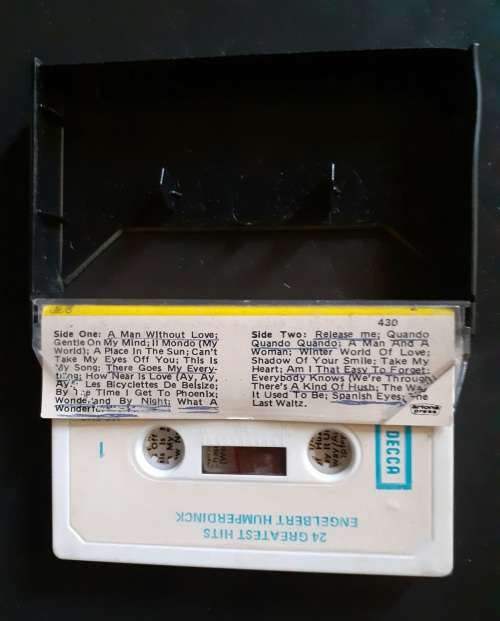 430
Side One: A Man Without Love;
Gentle On My Mind; Il Mondo (My
World); A Place In The Sun; Can't
Take My Eyes Off You; This Is
My Song; There Goes My Every-
thing; How Near Is Love (Ay, Ay,
Ay); Les Bicyclettes De Belsize;
By The Time I Get To Phoenix;
Wonderland By Night; What A
Wonderful
Side Two: Release me; Quando
Quando Quando; A Man And A
Woman; Winter World Of Love;
Shadow Of Your Smile; Take My
Heart; Am I That Easy To Forget;
Everybody Knows (We're Through
There's A Kind Of Hush; The Way
It Used To Be; Spanish Eyes; The
Last Waltz.
press
DECCA
24 GREATEST HITS
ENGELBERT HUMPERDINCK